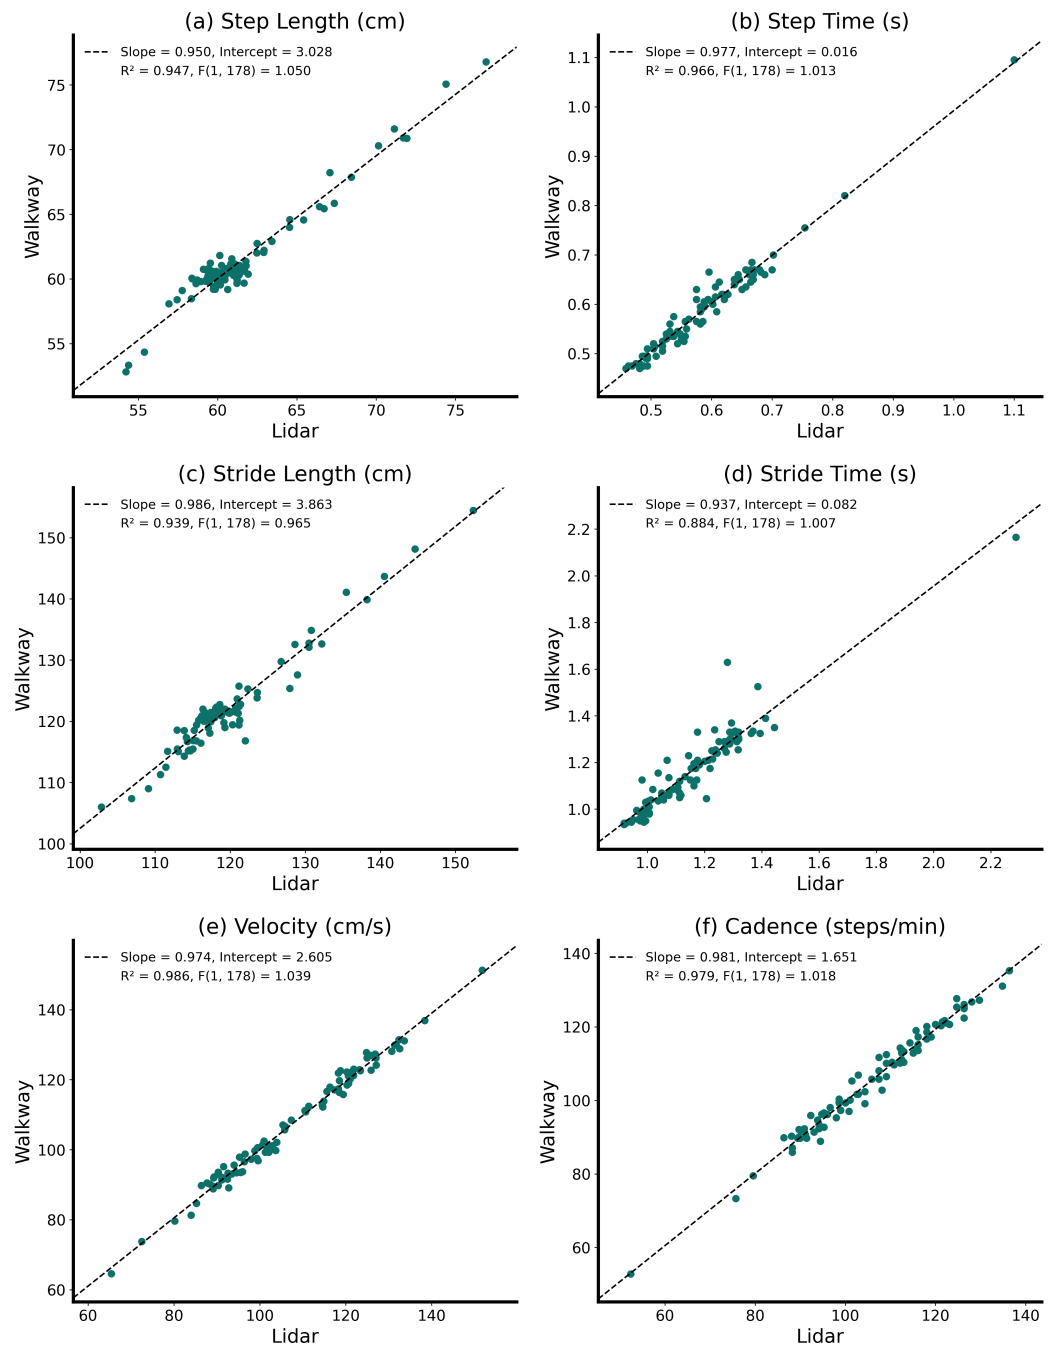 (a) Step Length (cm)
Slope = 0.950, Intercept = 3.028
R² = 0.947, F(1, 178) = 1.050
75
70
65
60
55
Walkway
55 60 65 70 75
Lidar
(b) Step Time (s)
Slope = 0.977, Intercept = 0.016
R² = 0.966, F(1, 178) = 1.013
1.1
1.0
0.9
0.8
0.7
0.6
0.5
Walkway
0.5 0.6 0.7 0.8 0.9 1.0 1.1
Lidar
(c) Stride Length (cm)
Slope = 0.986, Intercept = 3.863
R² = 0.939, F(1, 178) = 0.965
150
140
130
120
110
100
Walkway
100 110 120 130 140 150
Lidar
(d) Stride Time (s)
Slope = 0.937, Intercept = 0.082
R² = 0.884, F(1, 178) = 1.007
2.2
2.0
1.8
1.6
1.4
1.2
1.0
Walkway
1.0 1.2 1.4 1.6 1.8 2.0 2.2
Lidar
(e) Velocity (cm/s)
Slope = 0.974, Intercept = 2.605
R² = 0.986, F(1, 178) = 1.039
140
120
100
80
60
Walkway
60 80 100 120 140
Lidar
(f) Cadence (steps/min)
Slope = 0.981, Intercept = 1.651
R² = 0.979, F(1, 178) = 1.018
140
120
100
80
60
Walkway
60 80 100 120 140
Lidar